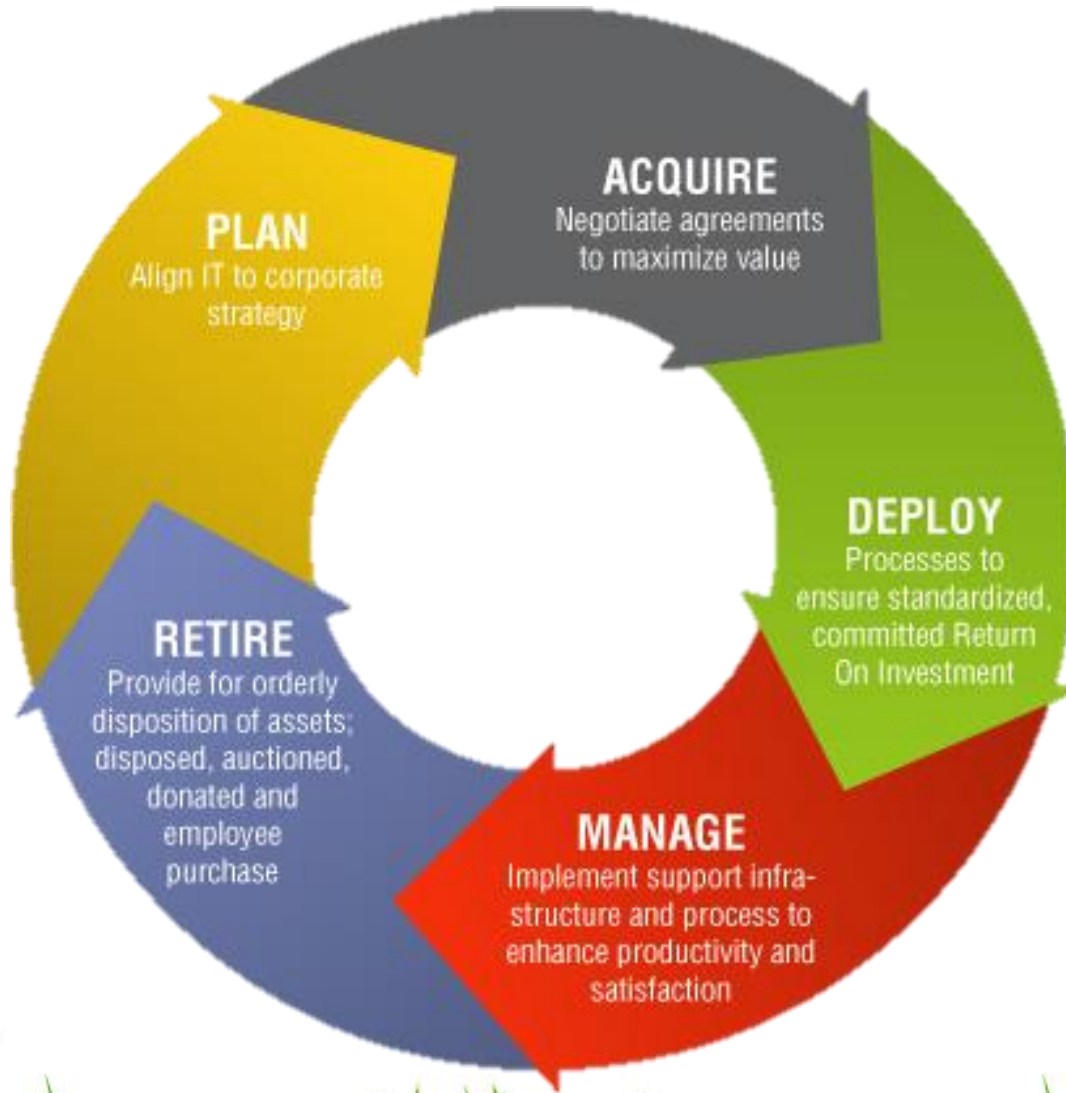 PLAN
Align IT to corporate
strategy
ACQUIRE
Negotiate agreements
to maximize value
DEPLOY
Processes to
ensure standardized,
committed Return
On Investment
MANAGE
Implement support infra-
structure and process to
enhance productivity and
satisfaction
RETIRE
Provide for orderly
disposition of assets;
disposed, auctioned,
donated and
employee
purchase